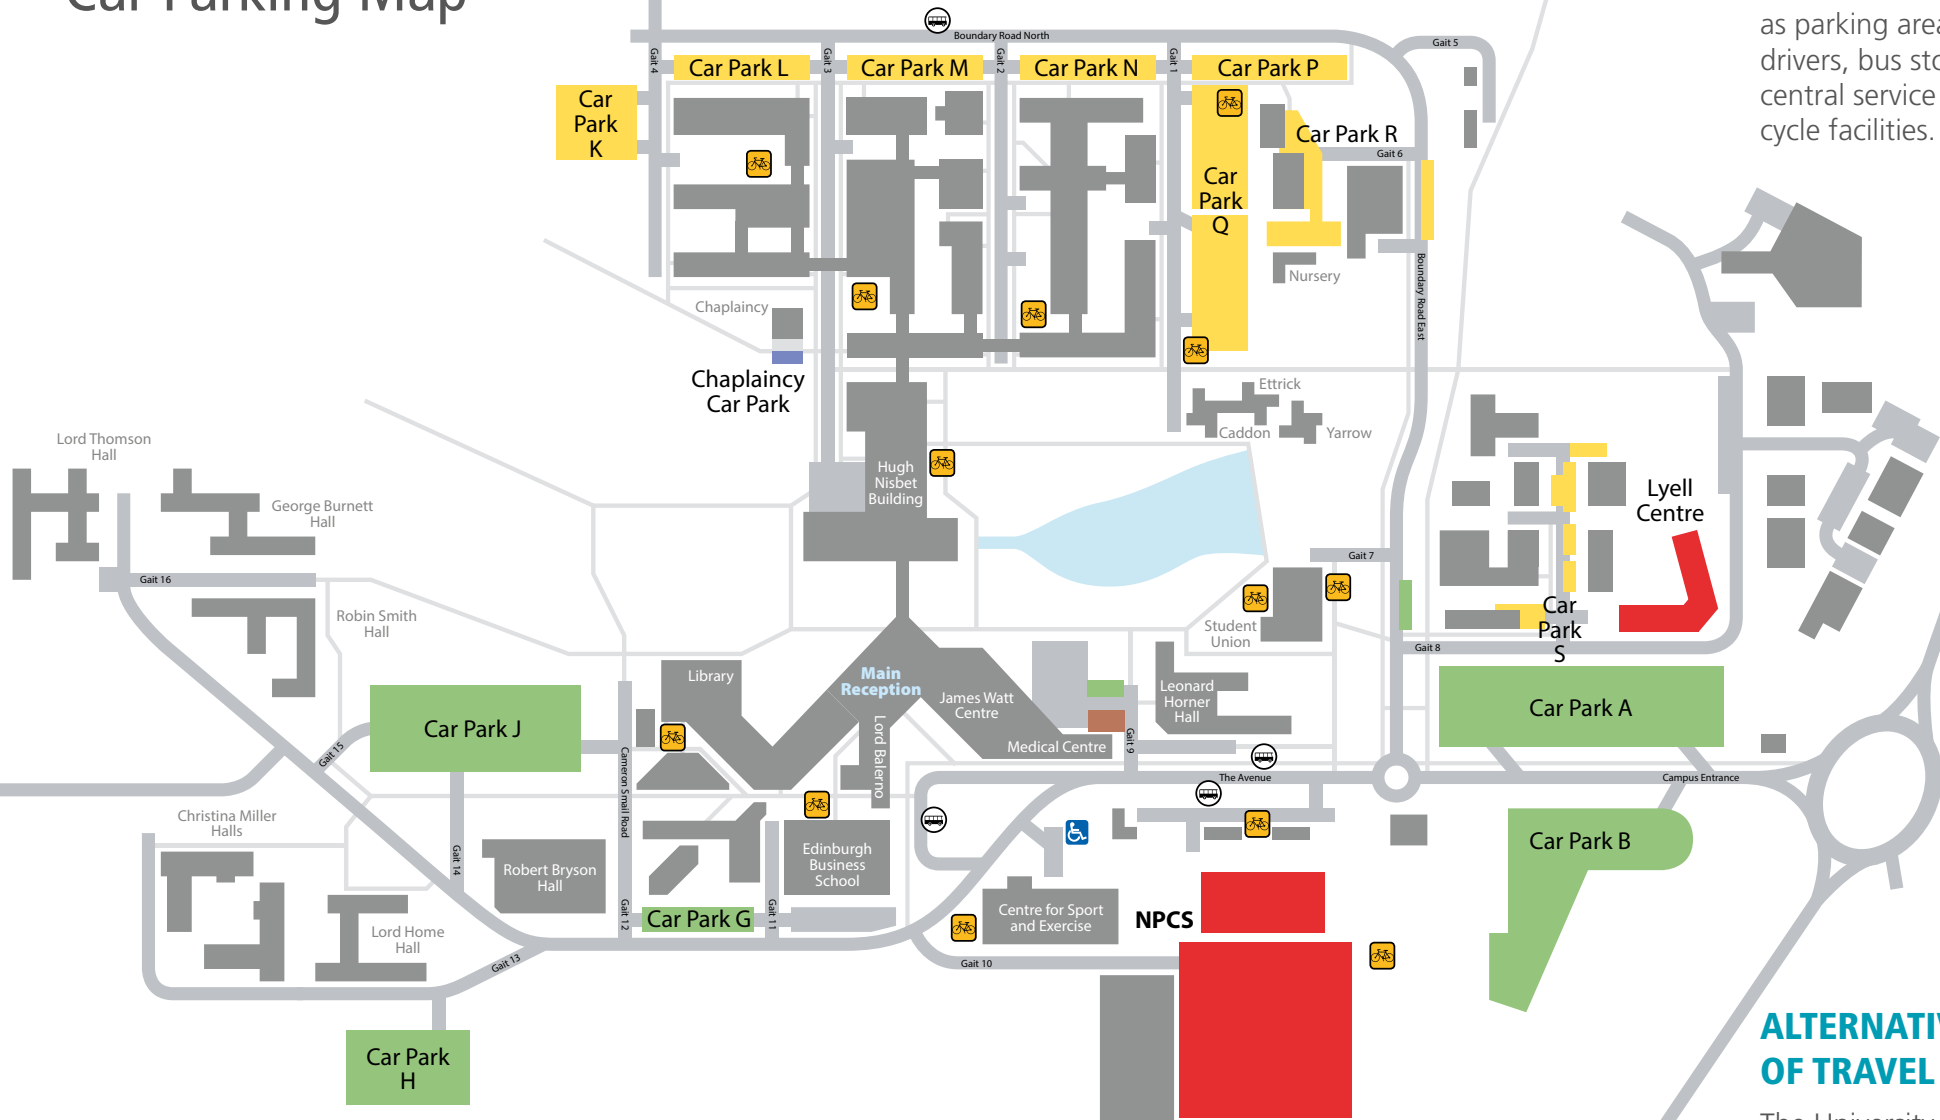 Car Parking Map
as parking area
drivers, bus sto
central service
cycle facilities.
Boundary Road North
Gait 5
Gait 4
Car Park L
Gait 3
Car Park M
Gait 2
Car Park N
Gait 1
Car Park P
Car
Park
K
Car Park R
Gait 6
Car
Park
Q
Nursery
Boundary Road East
Chaplaincy
Chaplaincy
Car Park
Ettrick
Caddon
Yarrow
Lord Thomson
Hall
George Burnett
Hall
Hugh
Nisbet
Building
Lyell
Centre
Gait 16
Gait 7
Robin Smith
Hall
Student
Union
Car
Park
S
Gait 8
Library
Main
Reception
James Watt
Centre
Leonard
Horner
Hall
Car Park A
Car Park J
Lord Balerno
Medical Centre
Gait 9
Gait 15
Cameron Smail Road
The Avenue
Campus Entrance
Christina Miller
Halls
Car Park B
Gait 14
Robert Bryson
Hall
Edinburgh
Business
School
Gait 12
Car Park G
Gait 11
Centre for Sport
and Exercise
NPCS
Lord Home
Hall
Gait 13
Gait 10
Car Park
H
ALTERNATIV
OF TRAVEL
The University